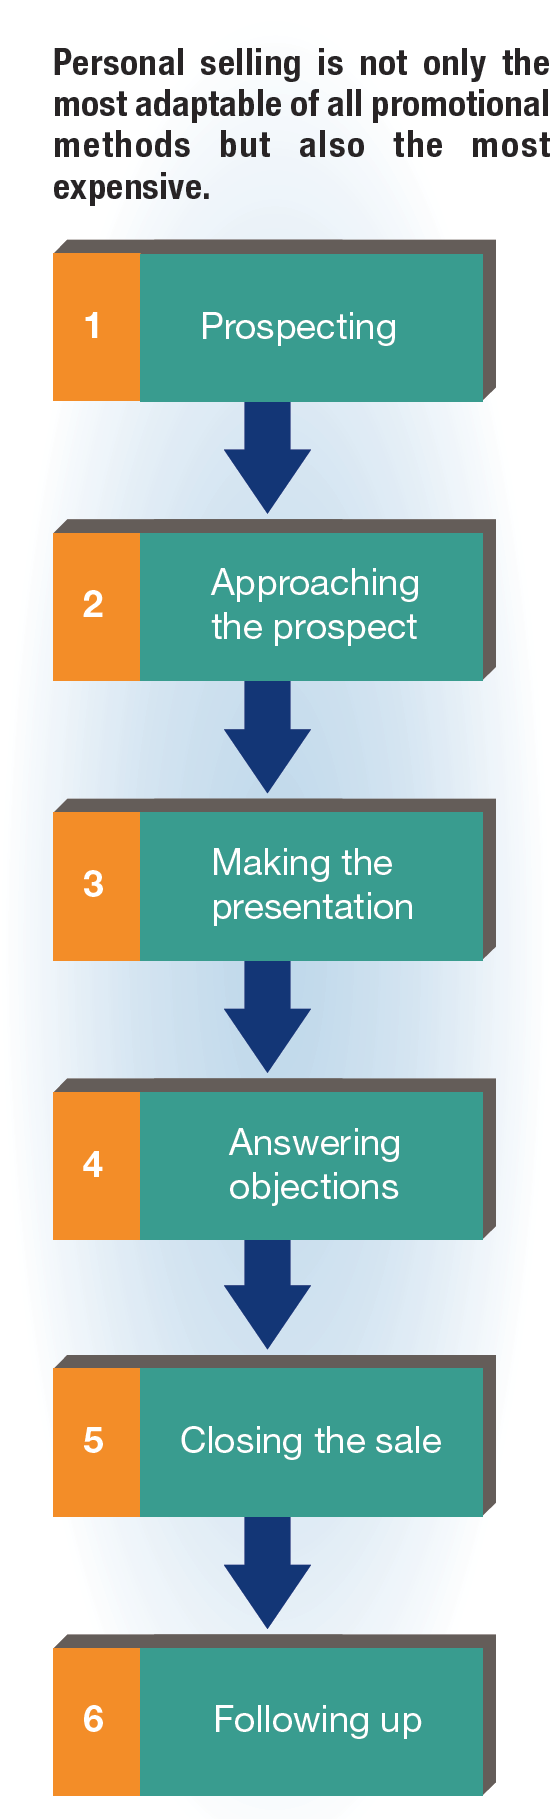 Personal selling is not only the
most adaptable of all promotional
methods but also the most
expensive.
1
Prospecting
2
Approaching
the prospect
3
Making the
presentation
4
Answering
objections
5
Closing the sale
6
Following up